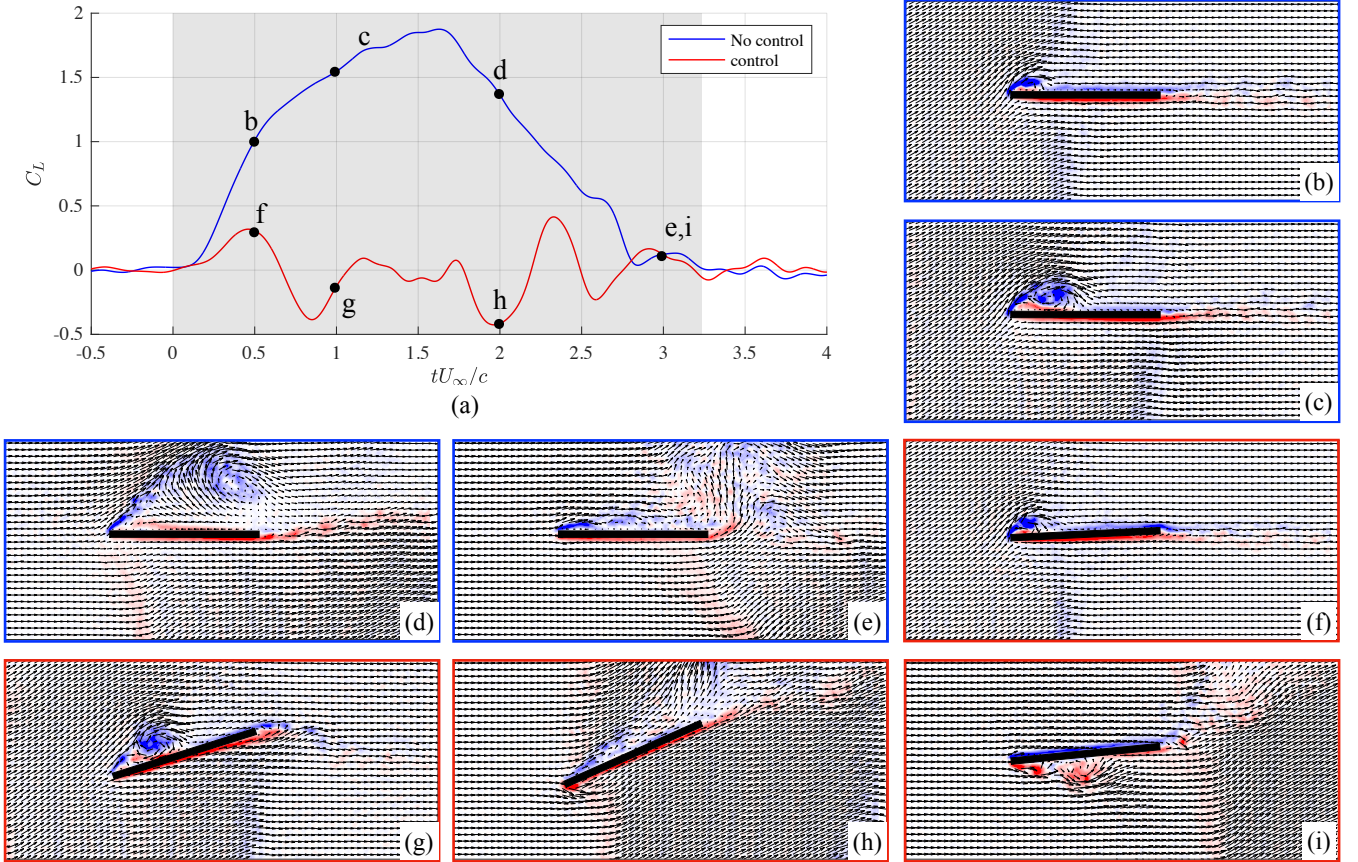 2
1.5
1
0.5
0
-0.5
C_L
-0.5 0 0.5 1 1.5 2 2.5 3 3.5 4
tU_∞/c
No control
control
b
c
d
e,i
f
g
h
(a)
(b)
(c)
(d)
(e)
(f)
(g)
(h)
(i)